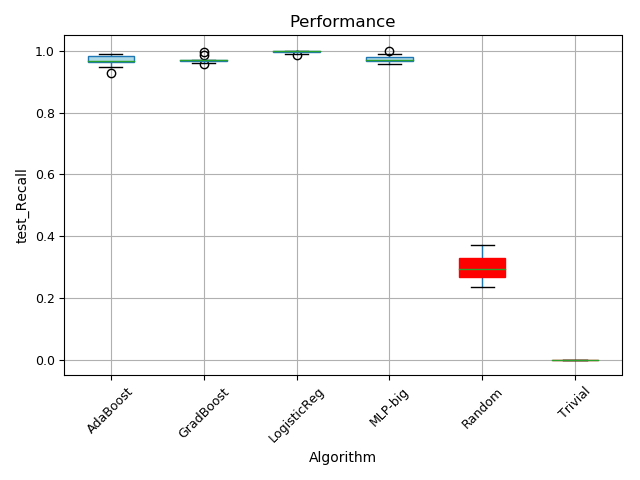 Performance
test_Recall
1.0
0.8
0.6
0.4
0.2
0.0
AdaBoost
GradBoost
LogisticReg
MLP-big
Random
Trivial
Algorithm